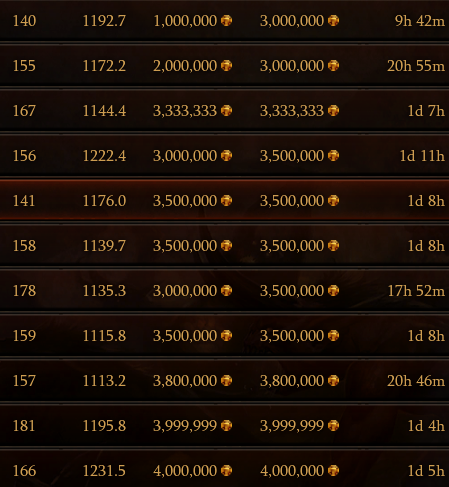 140 1192.7 1,000,000 3,000,000 9h 42m
155 1172.2 2,000,000 3,000,000 20h 55m
167 1144.4 3,333,333 3,333,333 1d 7h
156 1222.4 3,000,000 3,500,000 1d 11h
141 1176.0 3,500,000 3,500,000 1d 8h
158 1139.7 3,500,000 3,500,000 1d 8h
178 1135.3 3,000,000 3,500,000 17h 52m
159 1115.8 3,500,000 3,500,000 1d 8h
157 1113.2 3,800,000 3,800,000 20h 46m
181 1195.8 3,999,999 3,999,999 1d 4h
166 1231.5 4,000,000 4,000,000 1d 5h